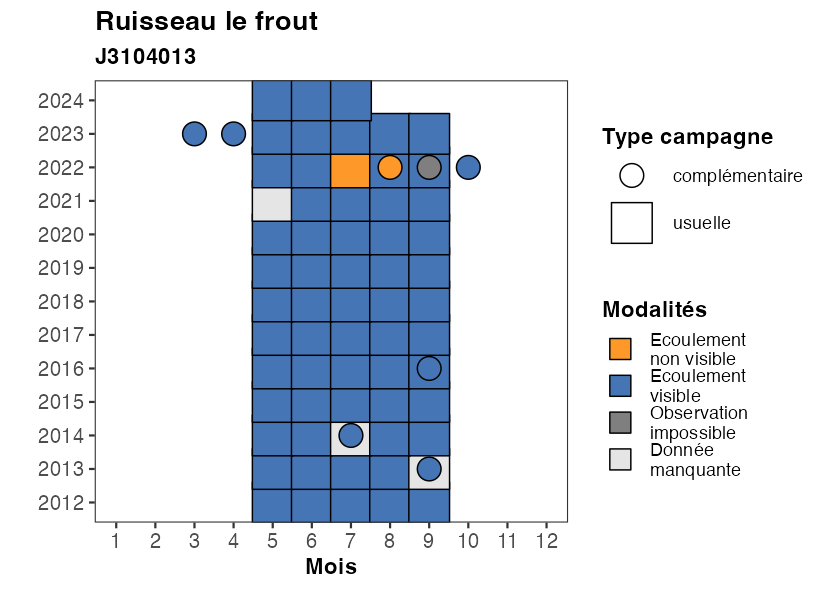 Ruisseau le frout
J3104013
2024
2023
2022
2021
2020
2019
2018
2017
2016
2015
2014
2013
2012
1 2 3 4 5 6 7 8 9 10 11 12
Mois
Type campagne
complémentaire
usuelle
Modalités
Ecoulement
non visible
Ecoulement
visible
Observation
impossible
Donnée
manquante